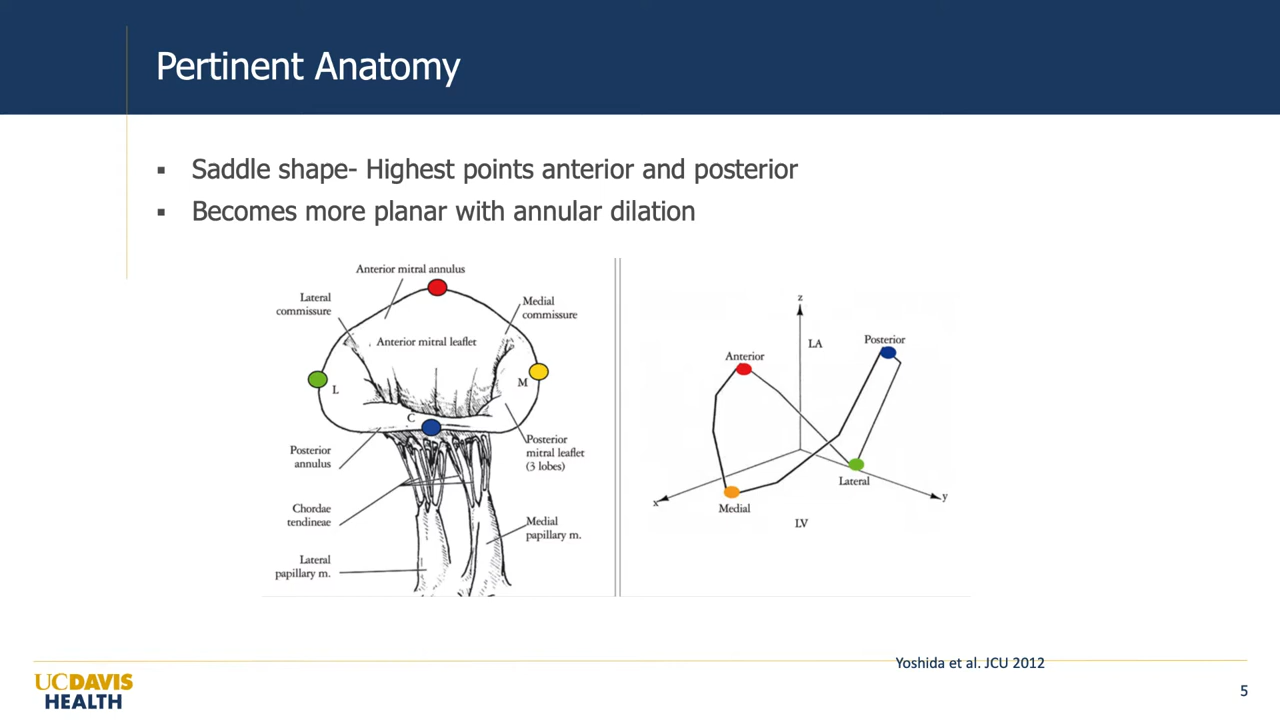 Pertinent Anatomy
▪ Saddle shape- Highest points anterior and posterior
▪ Becomes more planar with annular dilation
Anterior mitral annulus
Lateral
commissure
Medial
commissure
Anterior mitral leaflet
L
M
C
Posterior
annulus
Posterior
mitral leaflet
(3 lobes)
Chordae
tendineae
Medial
papillary m.
Lateral
papillary m.
z
LA
Anterior
Posterior
Lateral
x
y
Medial
LV
Yoshida et al. JCU 2012
UCDAVIS
HEALTH
5